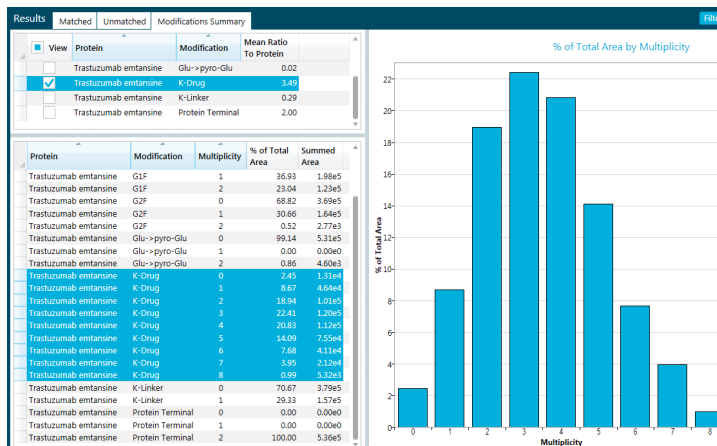 Results Matched Unmatched Modifications Summary
View Protein Modification Mean Ratio To Protein
Trastuzumab emtansine Glu->pyro-Glu 0.02
Trastuzumab emtansine K-Drug 3.49
Trastuzumab emtansine K-Linker 0.29
Trastuzumab emtansine Protein Terminal 2.00
Protein Modification Multiplicity % of Total Area Summed Area
Trastuzumab emtansine G1F 1 36.93 1.98e5
Trastuzumab emtansine G1F 2 23.04 1.23e5
Trastuzumab emtansine G2F 0 68.82 3.69e5
Trastuzumab emtansine G2F 1 30.66 1.64e5
Trastuzumab emtansine G2F 2 0.52 2.77e3
Trastuzumab emtansine Glu->pyro-Glu 0 99.14 5.31e5
Trastuzumab emtansine Glu->pyro-Glu 1 0.00 0.00e0
Trastuzumab emtansine Glu->pyro-Glu 2 0.86 4.60e3
Trastuzumab emtansine K-Drug 0 2.45 1.31e4
Trastuzumab emtansine K-Drug 1 8.67 4.64e4
Trastuzumab emtansine K-Drug 2 18.94 1.01e5
Trastuzumab emtansine K-Drug 3 22.41 1.20e5
Trastuzumab emtansine K-Drug 4 20.83 1.12e5
Trastuzumab emtansine K-Drug 5 14.09 7.55e4
Trastuzumab emtansine K-Drug 6 7.68 4.11e4
Trastuzumab emtansine K-Drug 7 3.95 2.12e4
Trastuzumab emtansine K-Drug 8 0.99 5.32e3
Trastuzumab emtansine K-Linker 0 70.67 3.79e5
Trastuzumab emtansine K-Linker 1 29.33 1.57e5
Trastuzumab emtansine Protein Terminal 0 0.00 0.00e0
Trastuzumab emtansine Protein Terminal 1 0.00 0.00e0
Trastuzumab emtansine Protein Terminal 2 100.00 5.36e5
% of Total Area by Multiplicity
% of Total Area
22
20
18
16
14
12
10
8
6
4
2
0
0 1 2 3 4 5 6 7 8
Multiplicity